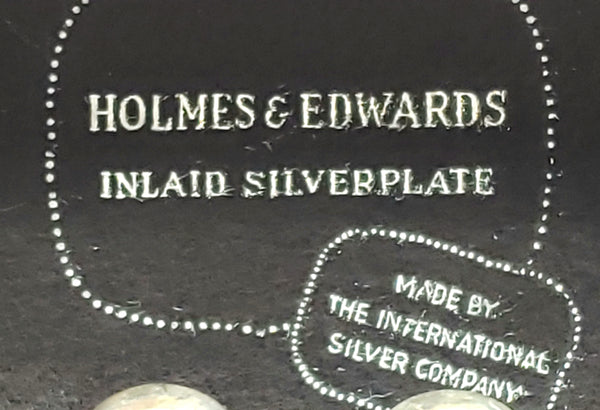 HOLMES & EDWARDS
INLAID SILVERPLATE
MADE BY
THE INTERNATIONAL
SILVER COMPANY